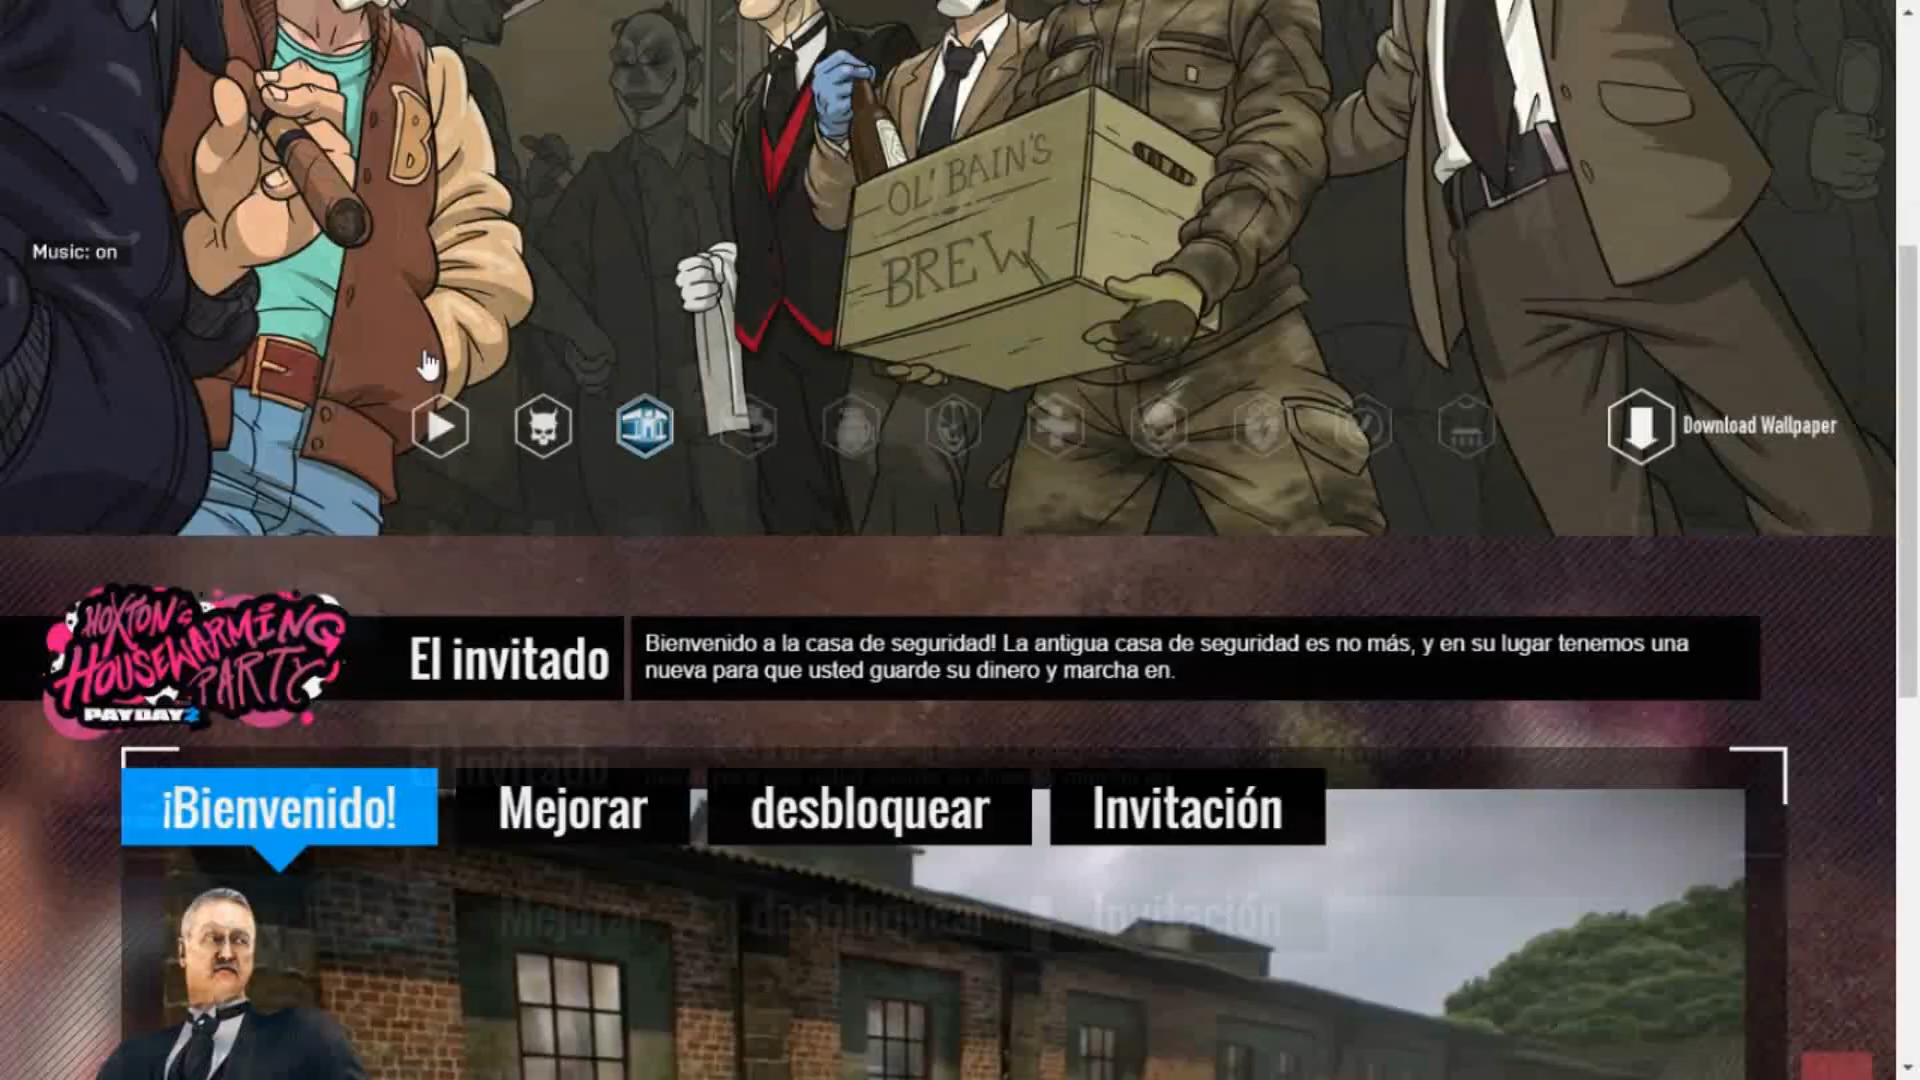 B
OL' BAIN'S
BREW
Music: on
Download Wallpaper
HOXTON'S
HOUSEWARMING
PARTY
PAYDAY 2
El invitado
Bienvenido a la casa de seguridad! La antigua casa de seguridad es no más, y en su lugar tenemos una
nueva para que usted guarde su dinero y marcha en.
¡Bienvenido!
Mejorar
desbloquear
Invitación